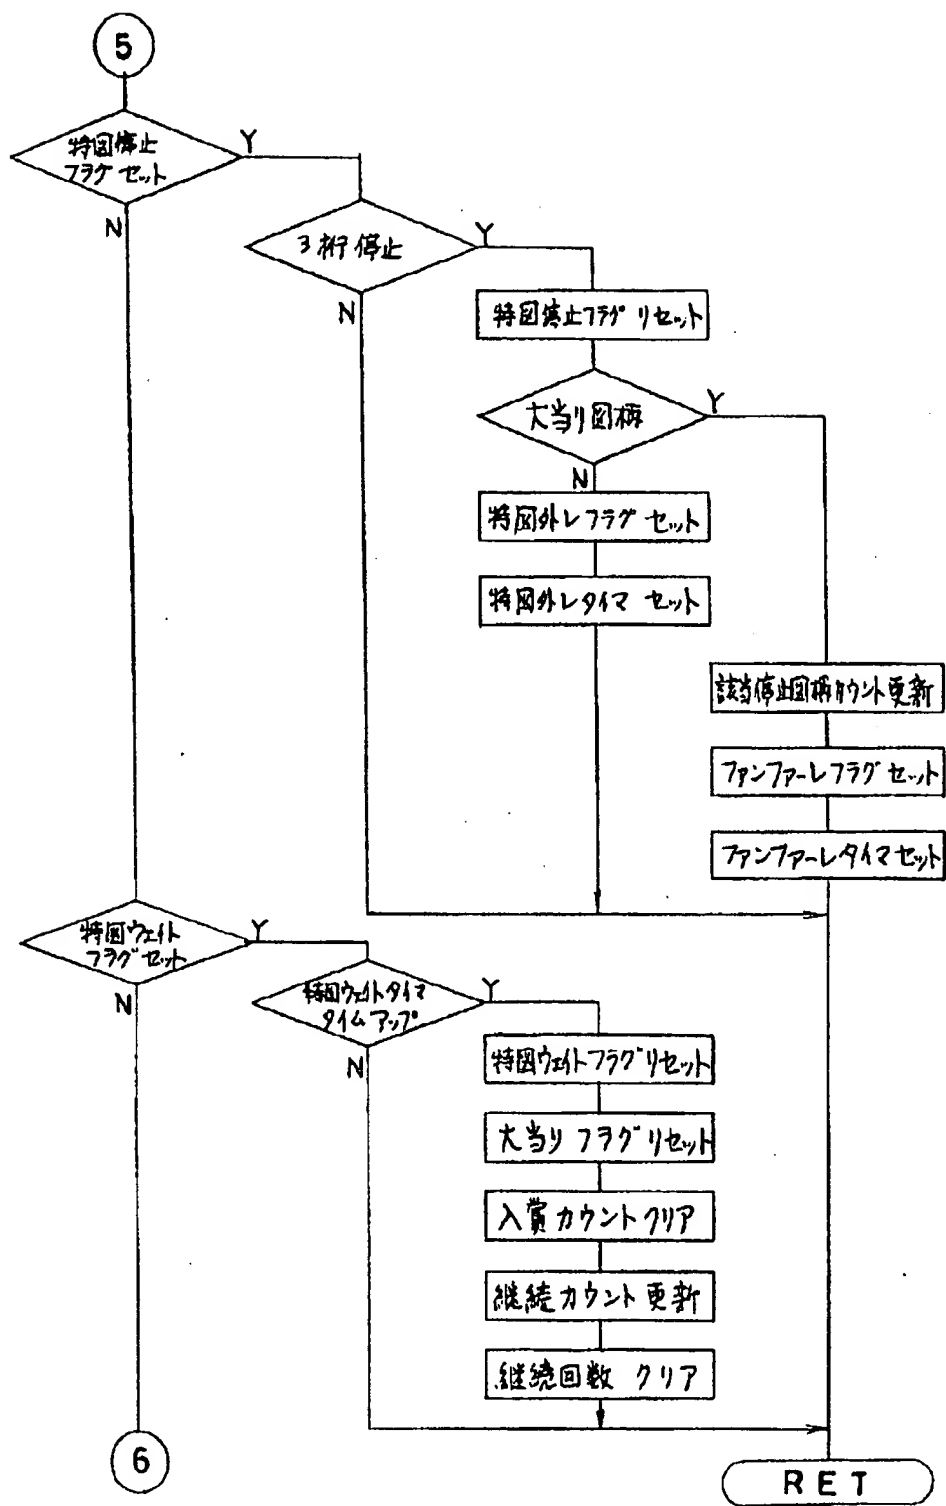 5
特図停止
フラグ セット
Y
N
3桁停止
Y
N
特図停止フラグ リセット
大当り図柄
Y
N
特図外レフラグ セット
特図外レタイマ セット
該当停止図柄カウント更新
ファンファーレフラグセット
ファンファーレタイマセット
特図ウェイト
フラグセット
Y
N
特図ウェイトタイマ
タイムアップ
Y
N
特図ウェイトフラグリセット
大当り フラグリセット
入賞カウントクリア
継続カウント更新
継続回数 クリア
6
RET